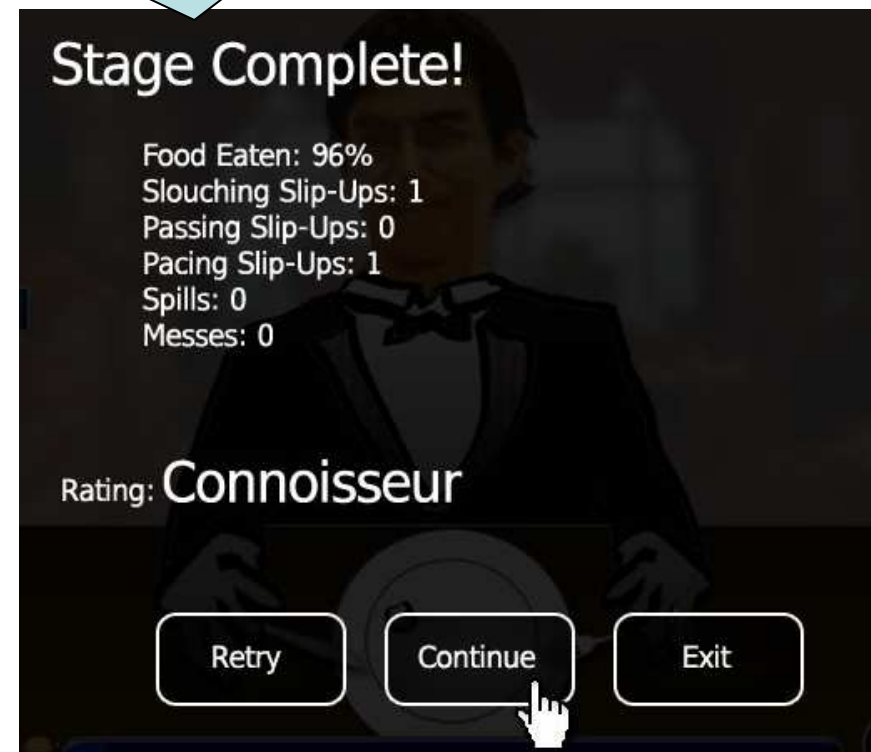 Stage Complete!
Food Eaten: 96%
Slouching Slip-Ups: 1
Passing Slip-Ups: 0
Pacing Slip-Ups: 1
Spills: 0
Messes: 0
Rating: Connoisseur
Retry Continue Exit